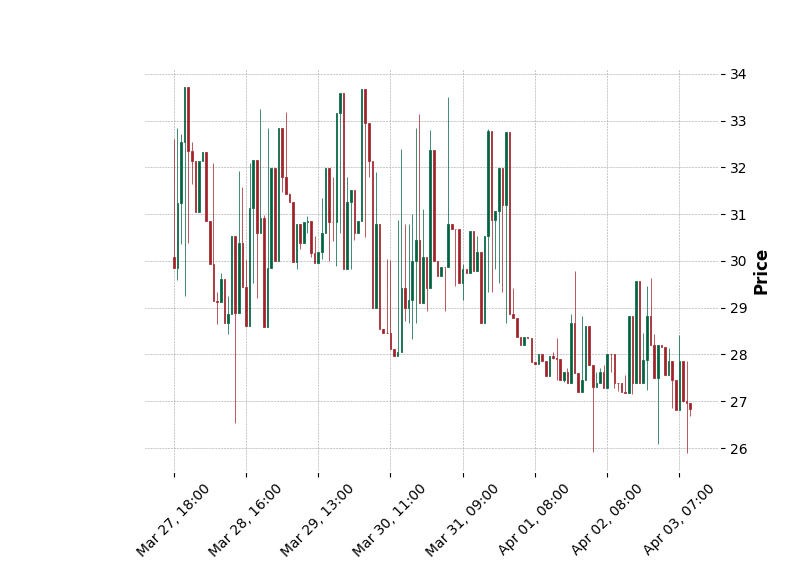 34
33
32
31
30
29
28
27
26
Price
Mar 27, 18:00
Mar 28, 16:00
Mar 29, 13:00
Mar 30, 11:00
Mar 31, 09:00
Apr 01, 08:00
Apr 02, 08:00
Apr 03, 07:00